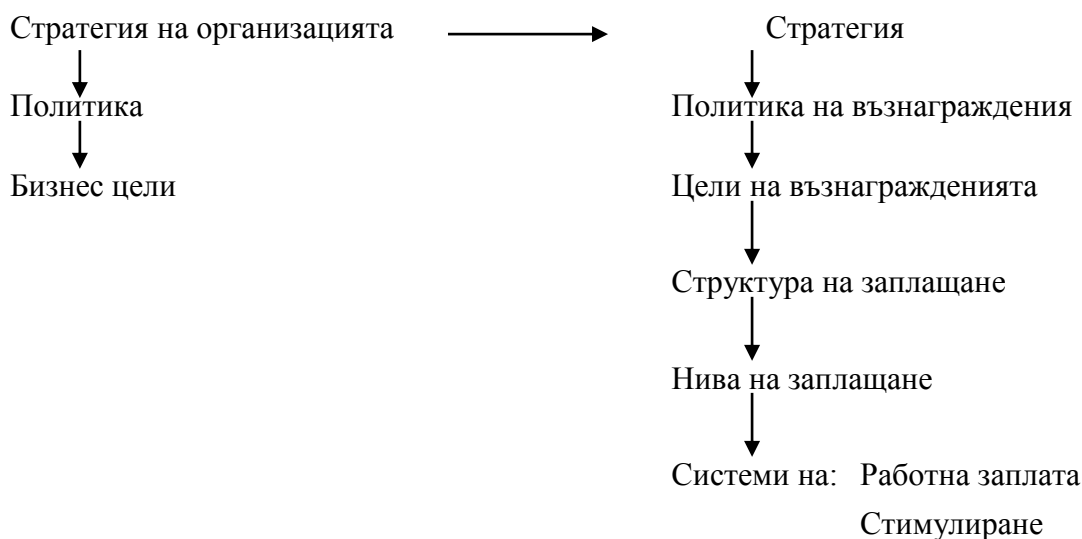 Стратегия на организацията Стратегия
Политика Политика на възнаграждения
Бизнес цели Цели на възнагражденията
Структура на заплащане
Нива на заплащане
Системи на: Работна заплата
Стимулиране